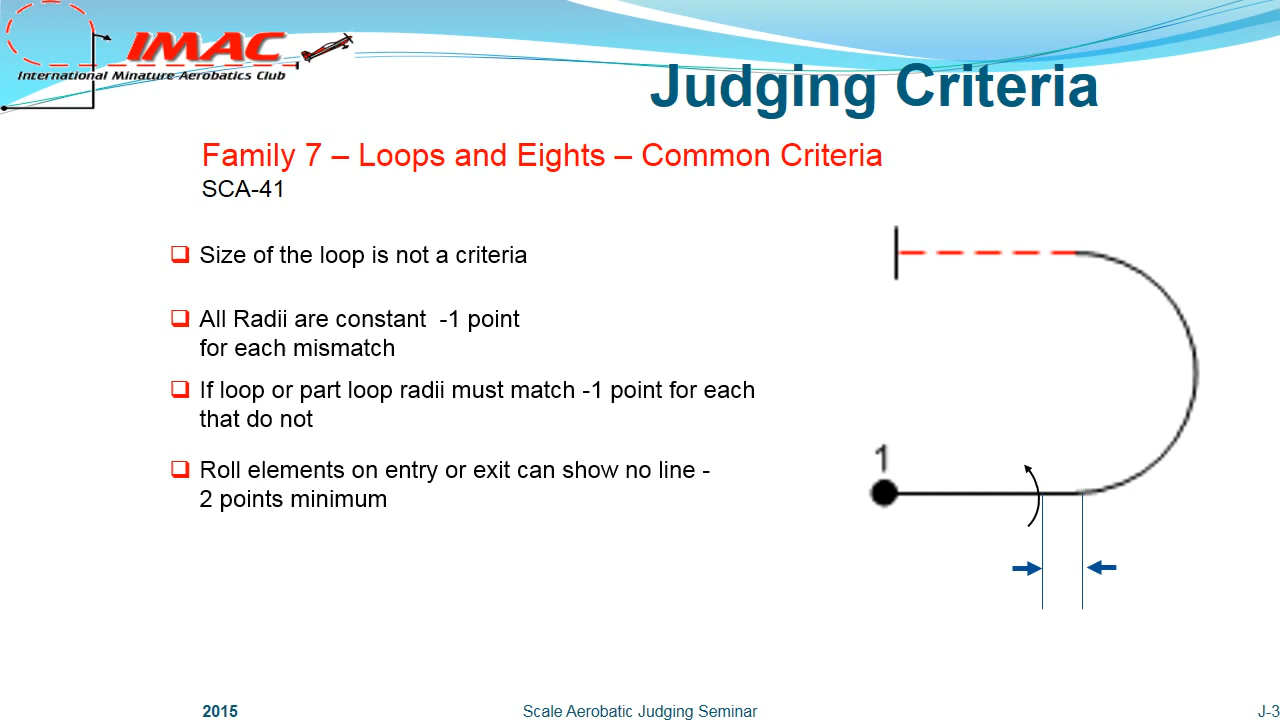 IMAC
International Minature Aerobatics Club
Judging Criteria
Family 7 – Loops and Eights – Common Criteria
SCA-41
Size of the loop is not a criteria
All Radii are constant -1 point
for each mismatch
If loop or part loop radii must match -1 point for each
that do not
Roll elements on entry or exit can show no line -
2 points minimum
1
2015
Scale Aerobatic Judging Seminar
J-3